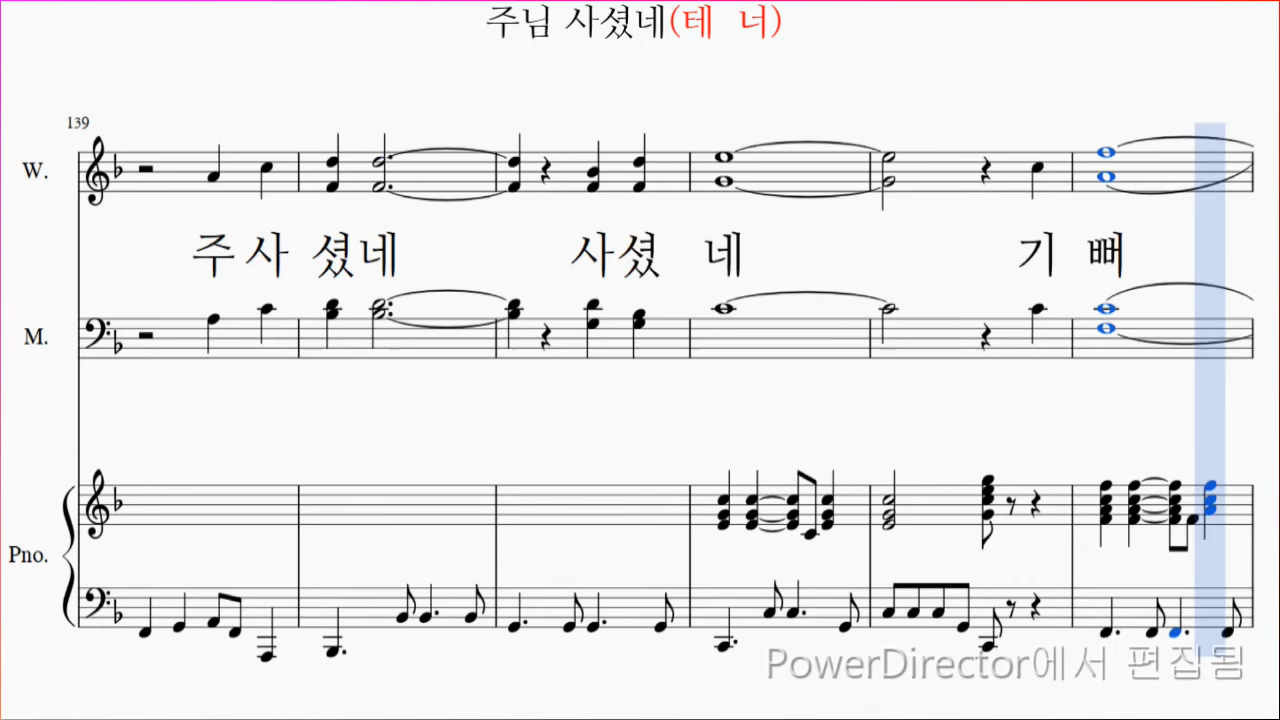 주님 사셨네(테 너)
139
W.
주사 셨네 사셨 네 기 뻐
M.
Pno.
PowerDirector에서 편집됨